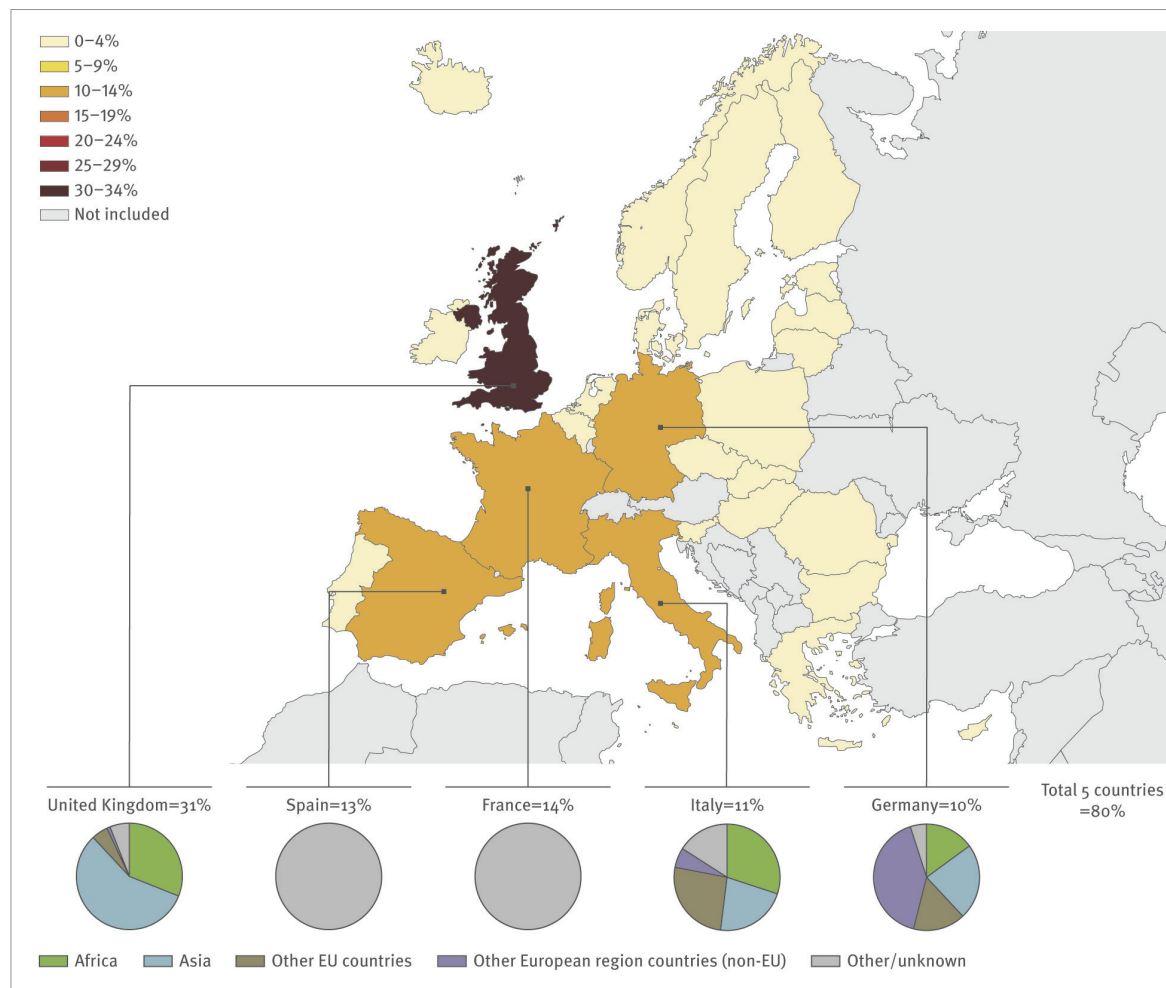 0–4%
5–9%
10–14%
15–19%
20–24%
25–29%
30–34%
Not included
United Kingdom=31%
Spain=13%
France=14%
Italy=11%
Germany=10%
Total 5 countries
=80%
Africa
Asia
Other EU countries
Other European region countries (non-EU)
Other/unknown